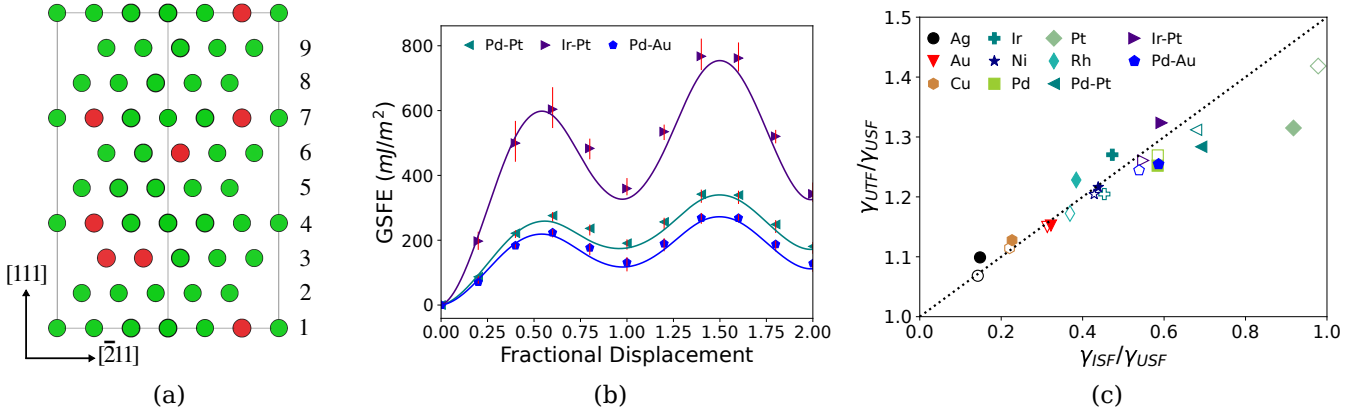 9
8
7
6
5
4
3
2
1
[111]
[2̅11]
(a)
Pd-Pt Ir-Pt Pd-Au
800
600
400
200
0
GSFE (mJ/m²)
0.00 0.25 0.50 0.75 1.00 1.25 1.50 1.75 2.00
Fractional Displacement
(b)
Ag Ir Pt Ir-Pt
Au Ni Rh Pd-Au
Cu Pd Pd-Pt
1.5
1.4
1.3
1.2
1.1
1.0
γUTF/γUSF
0.0 0.2 0.4 0.6 0.8 1.0
γISF/γUSF
(c)